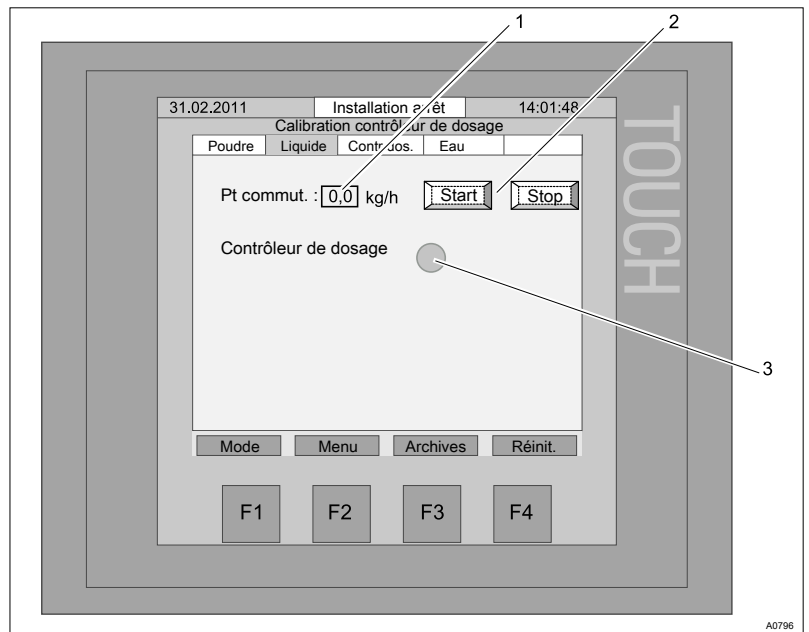 1
2
31.02.2011 Installation arrêt 14:01:48
Calibration contrôleur de dosage
Poudre Liquide Contr.dos. Eau
Pt commut. : 0,0 kg/h Start Stop
Contrôleur de dosage
3
Mode Menu Archives Réinit.
F1 F2 F3 F4
TOUCH
A0796